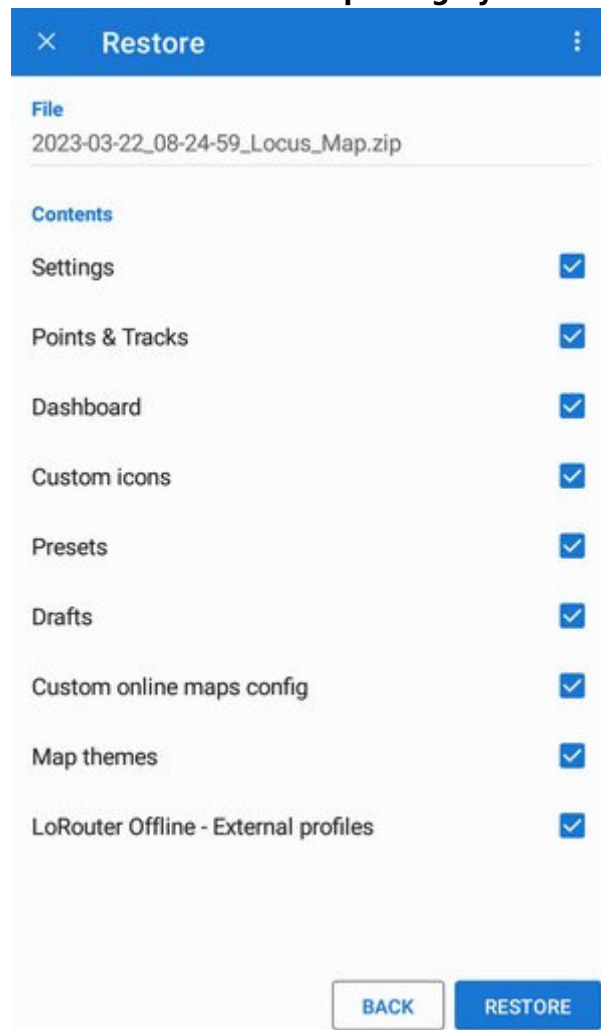 Restore
File
2023-03-22_08-24-59_Locus_Map.zip
Contents
Settings
Points & Tracks
Dashboard
Custom icons
Presets
Drafts
Custom online maps config
Map themes
LoRouter Offline - External profiles
BACK RESTORE